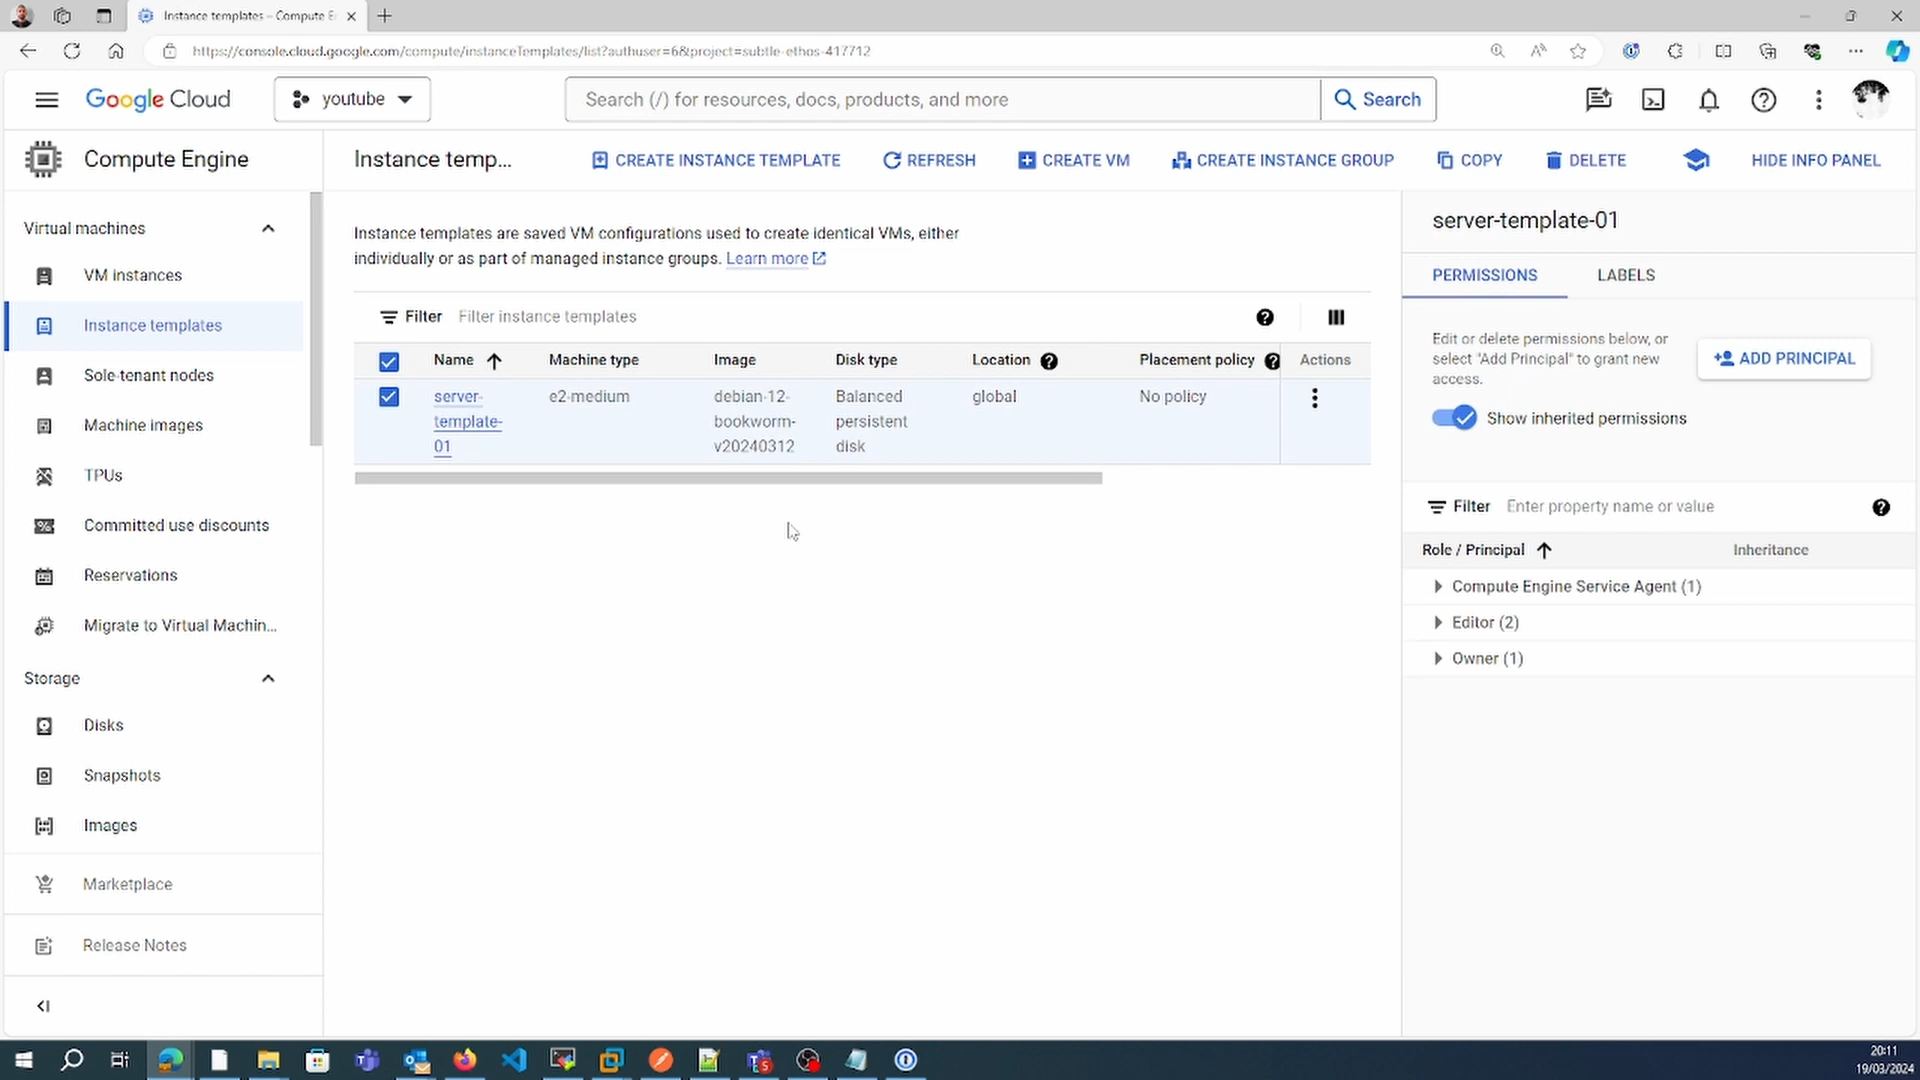 Instance templates – Compute E
https://console.cloud.google.com/compute/instanceTemplates/list?authuser=6&project=subtle-ethos-417712
Google Cloud
youtube
Search (/) for resources, docs, products, and more
Search
Compute Engine
Instance temp...
CREATE INSTANCE TEMPLATE
REFRESH
CREATE VM
CREATE INSTANCE GROUP
COPY
DELETE
HIDE INFO PANEL
Virtual machines
VM instances
Instance templates
Sole-tenant nodes
Machine images
TPUs
Committed use discounts
Reservations
Migrate to Virtual Machin...
Storage
Disks
Snapshots
Images
Marketplace
Release Notes
Instance templates are saved VM configurations used to create identical VMs, either
individually or as part of managed instance groups. Learn more
Filter Filter instance templates
Name Machine type Image Disk type Location Placement policy Actions
server- e2-medium debian-12- Balanced global No policy
template- bookworm- persistent
01 v20240312 disk
server-template-01
PERMISSIONS LABELS
Edit or delete permissions below, or
select "Add Principal" to grant new
access.
ADD PRINCIPAL
Show inherited permissions
Filter Enter property name or value
Role / Principal Inheritance
Compute Engine Service Agent (1)
Editor (2)
Owner (1)
20:11
19/03/2024